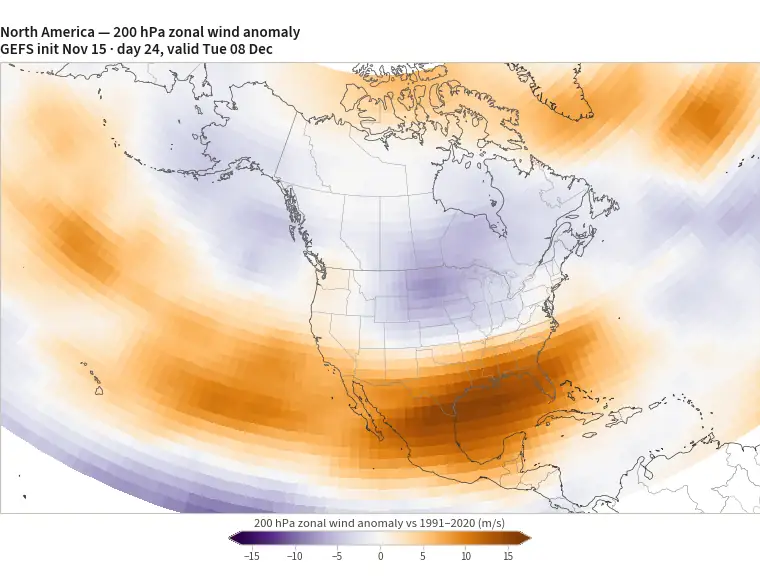 North America — 200 hPa zonal wind anomaly
GEFS init Nov 15 · day 24, valid Tue 08 Dec
200 hPa zonal wind anomaly vs 1991–2020 (m/s)
−15 −10 −5 0 5 10 15